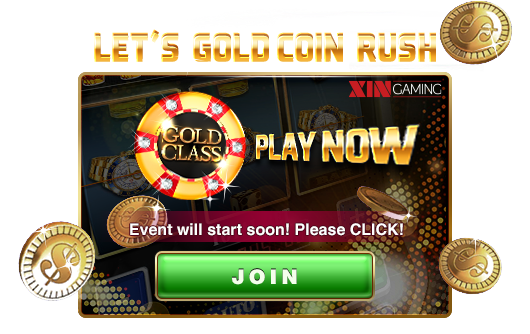 LET'S GOLD COIN RUSH
XIN GAMING
GOLD
CLASS
PLAY NOW
Event will start soon! Please CLICK!
JOIN